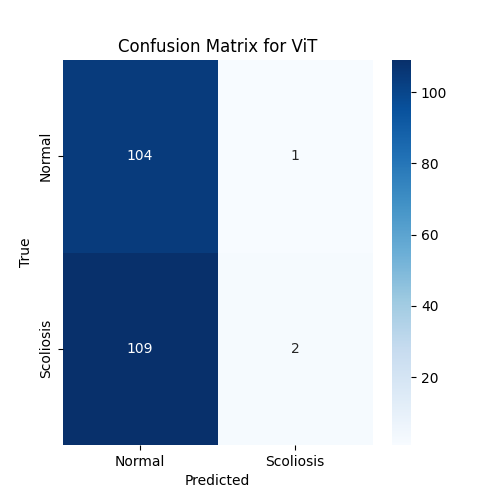 Confusion Matrix for ViT
Normal
104
1
True
Scoliosis
109
2
Normal
Scoliosis
Predicted
100
80
60
40
20